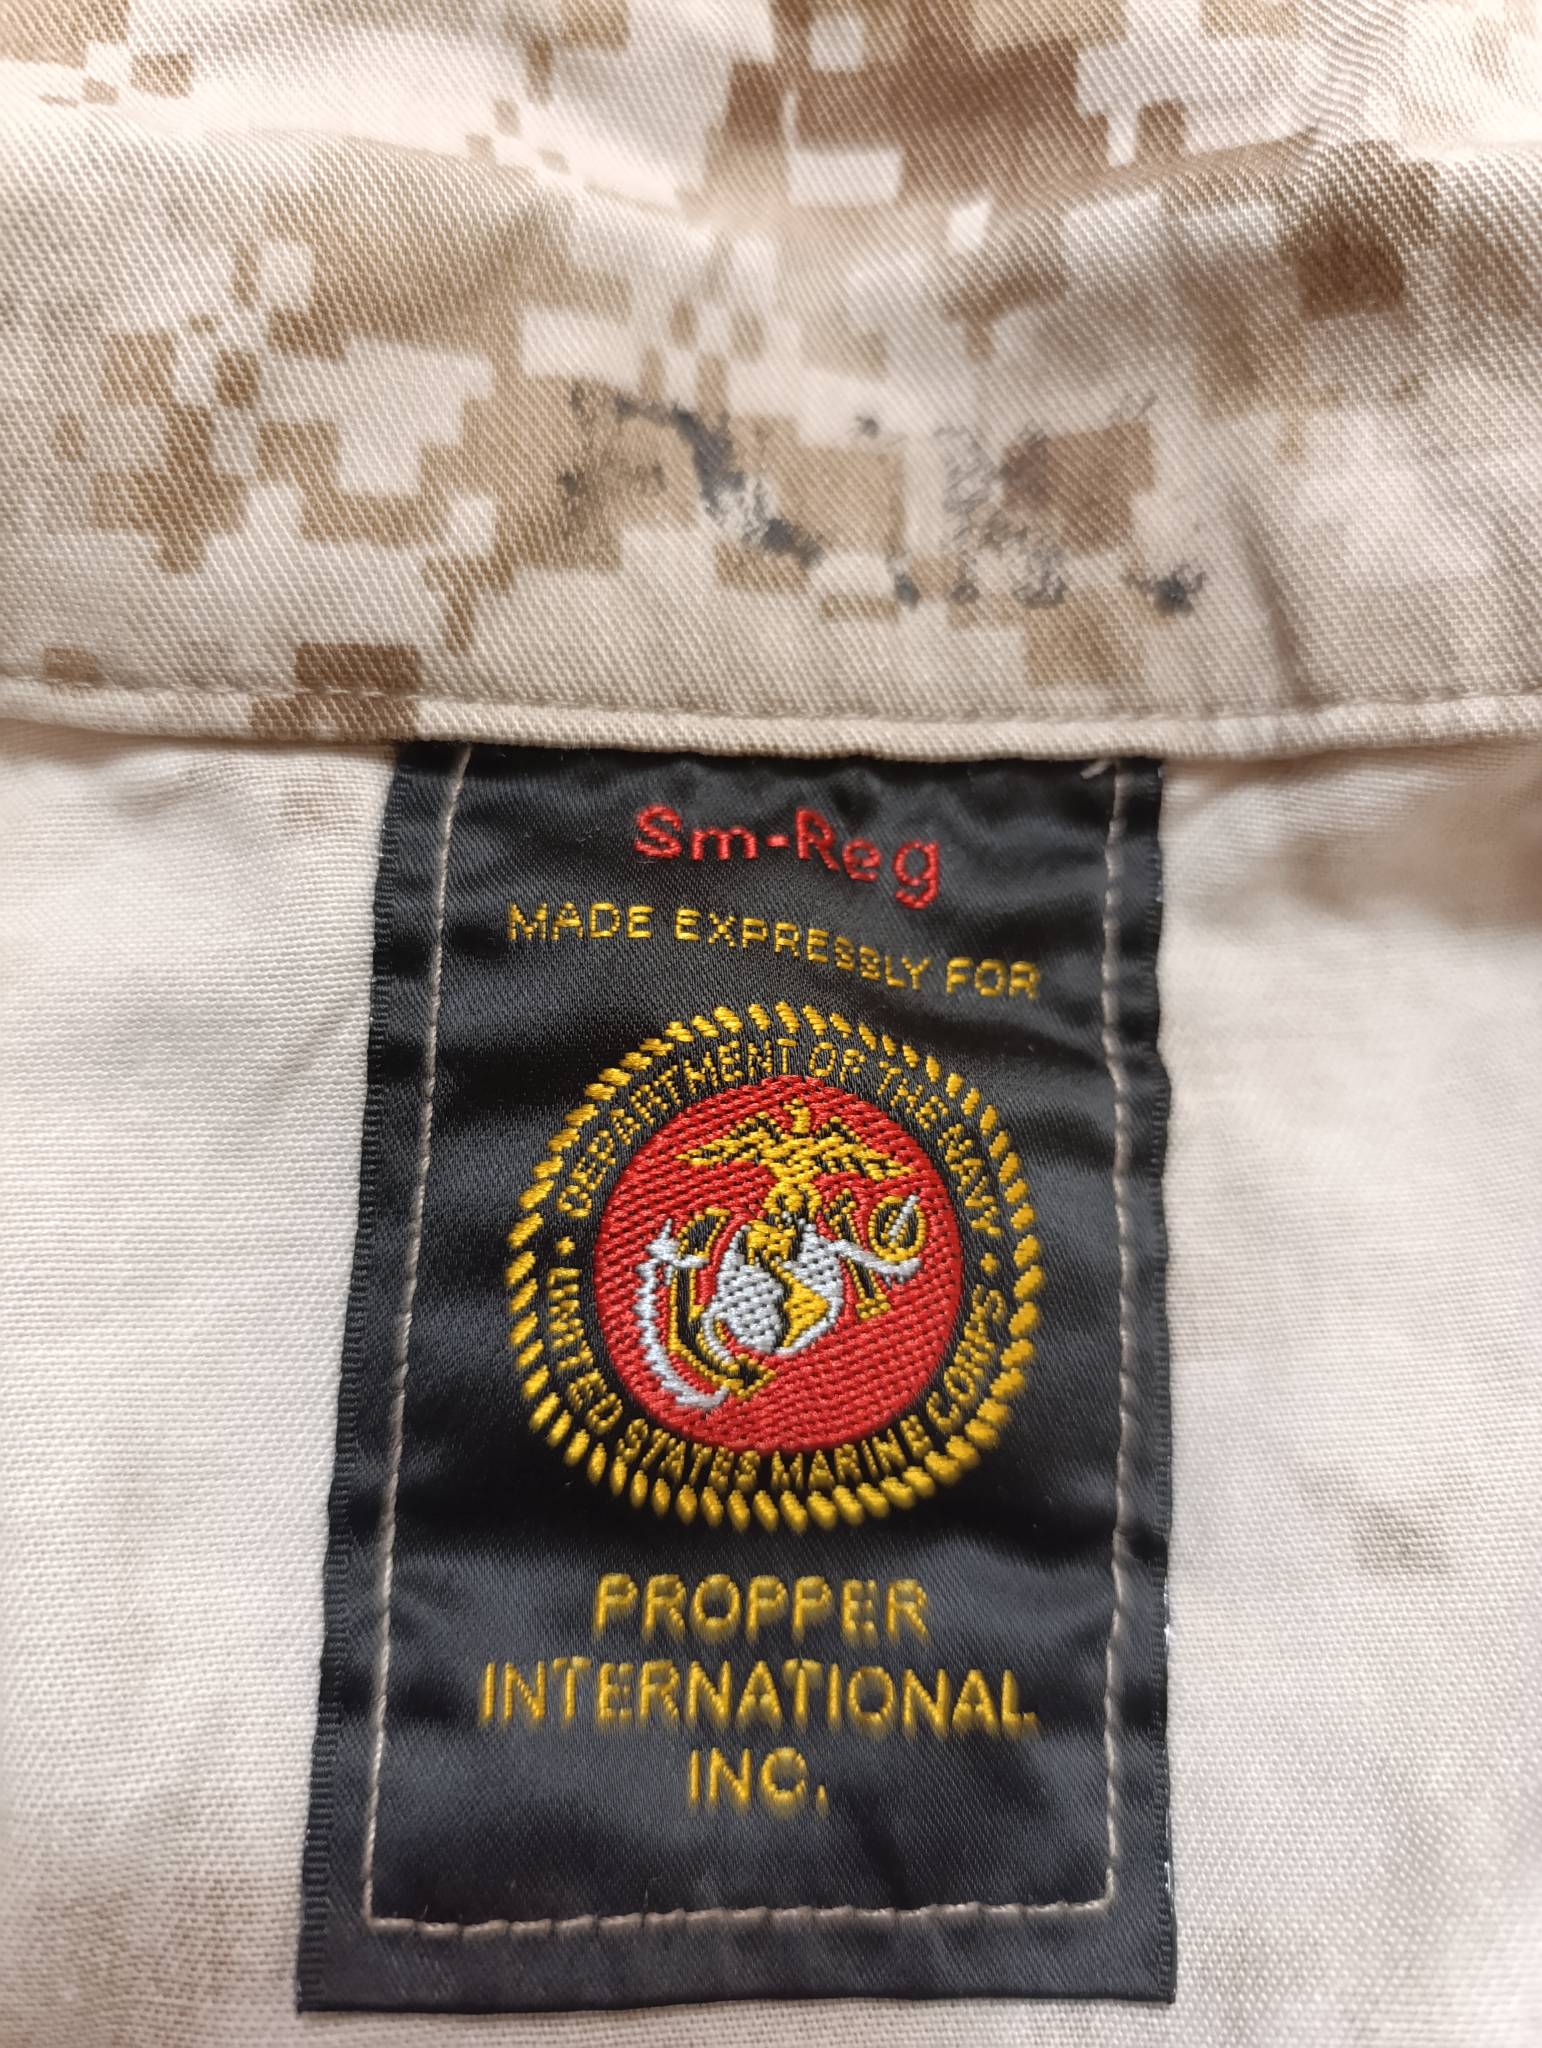 Sm-Reg
MADE EXPRESSLY FOR
DEPARTMENT OF THE NAVY
UNITED STATES MARINE CORPS
PROPPER
INTERNATIONAL
INC.